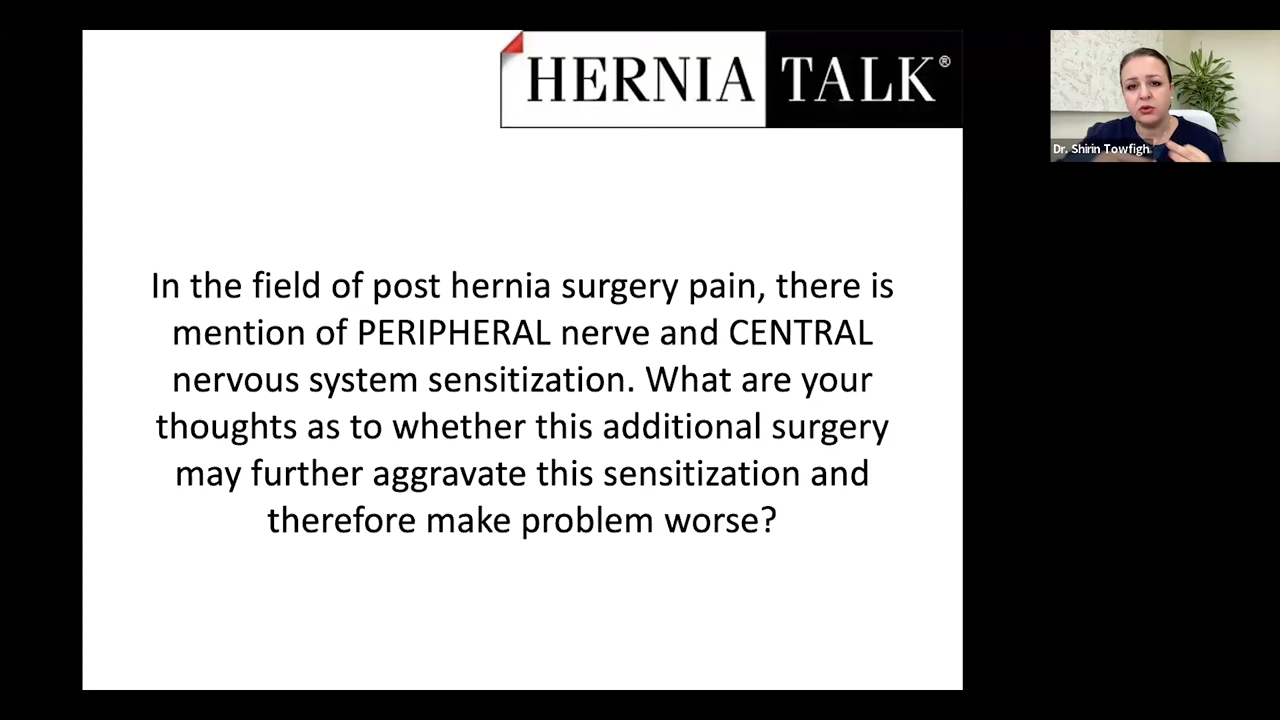 HERNIA TALK®
Dr. Shirin Towfigh
In the field of post hernia surgery pain, there is
mention of PERIPHERAL nerve and CENTRAL
nervous system sensitization. What are your
thoughts as to whether this additional surgery
may further aggravate this sensitization and
therefore make problem worse?